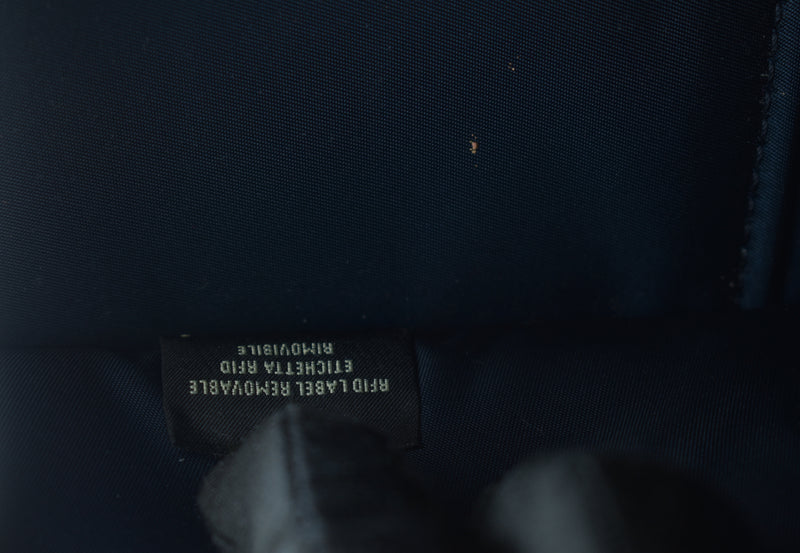 RFID LABEL REMOVABLE
ETICHETTA RFID
RIMOVIBILE